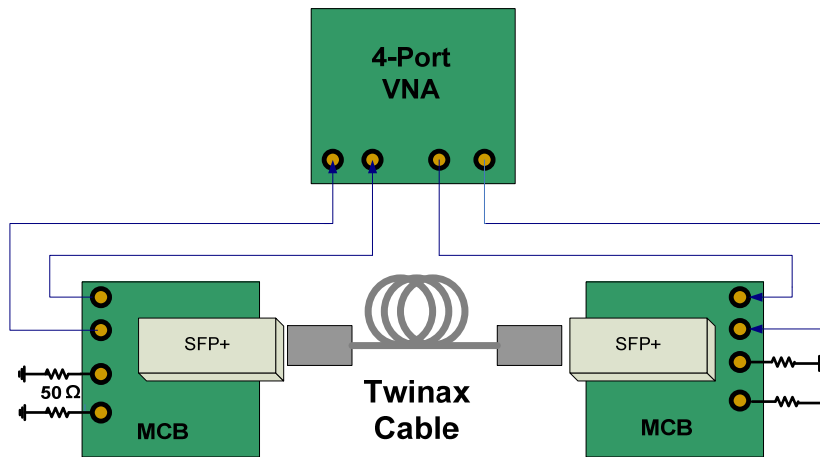 4-Port
VNA
SFP+
SFP+
50 Ω
Twinax
Cable
MCB
MCB